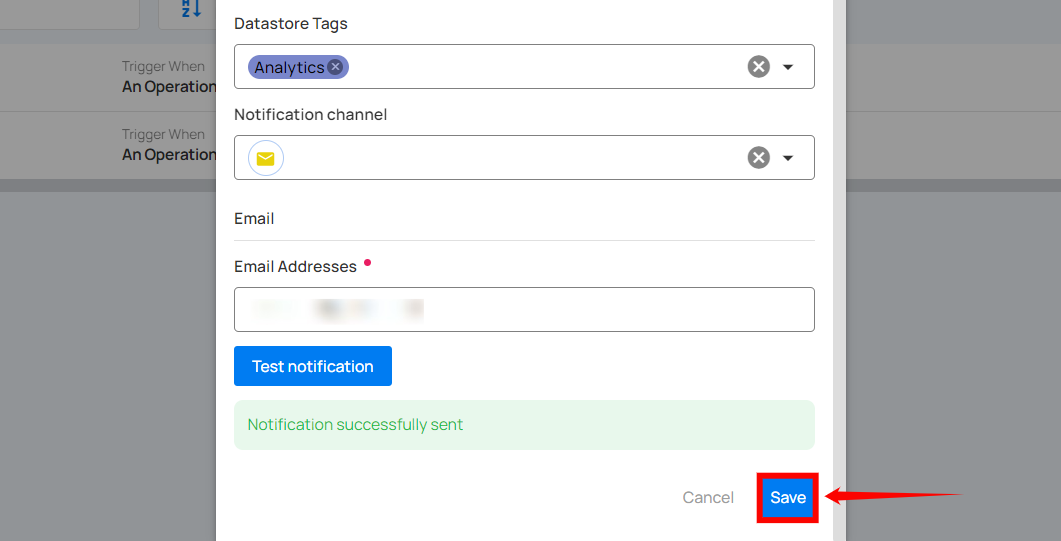 A
Z
Datastore Tags
Analytics
Trigger When
An Operation
Notification channel
Trigger When
An Operation
Email
Email Addresses
Test notification
Notification successfully sent
Cancel
Save